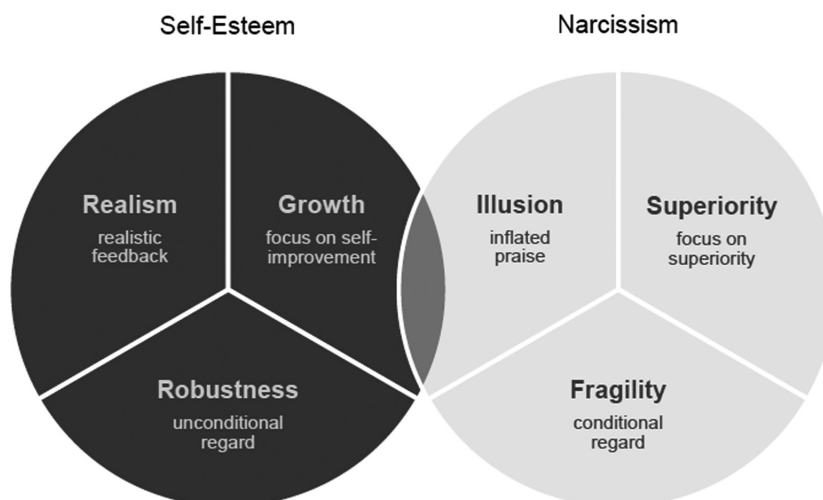 Self-Esteem
Narcissism
Realism
realistic
feedback
Growth
focus on self-
improvement
Illusion
inflated
praise
Superiority
focus on
superiority
Robustness
unconditional
regard
Fragility
conditional
regard